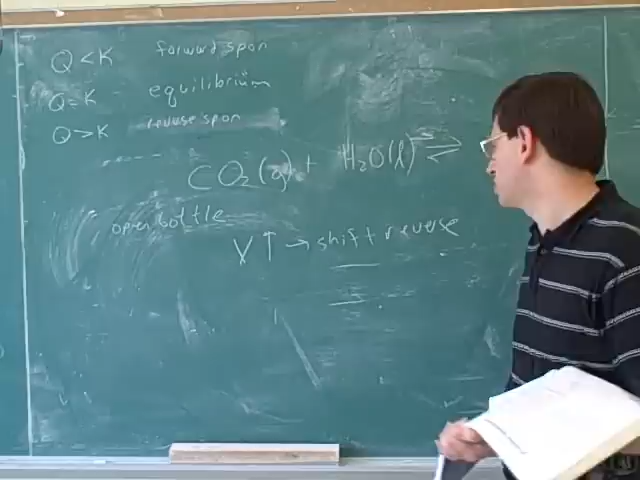 Q < K forward spon
Q = K equilibrium
Q > K reverse spon
CO₂(g) + H₂O(l) ⇌
open bottle
V↑ → shift reverse